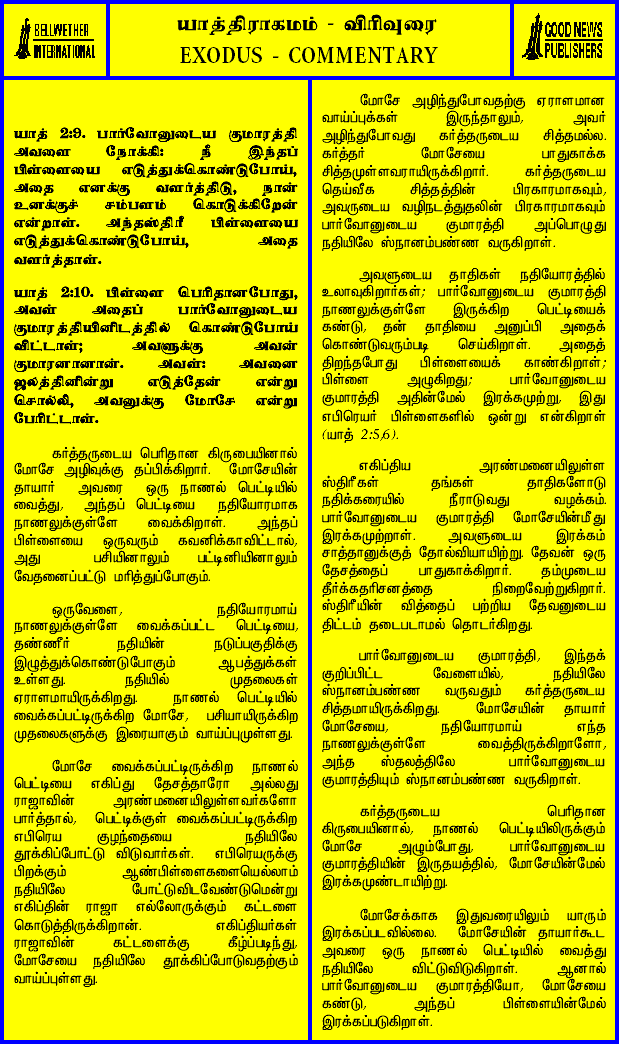 BELLWETHER
INTERNATIONAL
யாத்திராகமம் - விரிவுரை
EXODUS - COMMENTARY
GOOD NEWS
PUBLISHERS
யாத் 2:9. பார்வோனுடைய குமாரத்தி
அவளை நோக்கி: நீ இந்தப்
பிள்ளையை எடுத்துக்கொண்டுபோய்,
அதை எனக்கு வளர்த்திடு, நான்
உனக்குச் சம்பளம் கொடுக்கிறேன்
என்றாள். அந்தஸ்திரீ பிள்ளையை
எடுத்துக்கொண்டுபோய், அதை
வளர்த்தாள்.
யாத் 2:10. பிள்ளை பெரிதானபோது,
அவள் அதைப் பார்வோனுடைய
குமாரத்தியினிடத்தில் கொண்டுபோய்
விட்டாள்; அவளுக்கு அவன்
குமாரனானான். அவள்: அவனை
ஜலத்தினின்று எடுத்தேன் என்று
சொல்லி, அவனுக்கு மோசே என்று
பேரிட்டாள்.
கர்த்தருடைய பெரிதான கிருபையினால்
மோசே அழிவுக்கு தப்பிக்கிறார். மோசேயின்
தாயார் அவரை ஒரு நாணல் பெட்டியில்
வைத்து, அந்தப் பெட்டியை நதியோரமாக
நாணலுக்குள்ளே வைக்கிறாள். அந்தப்
பிள்ளையை ஒருவரும் கவனிக்காவிட்டால்,
அது பசியினாலும் பட்டினியினாலும்
வேதனைப்பட்டு மரித்துப்போகும்.
ஒருவேளை, நதியோரமாய்
நாணலுக்குள்ளே வைக்கப்பட்ட பெட்டியை,
தண்ணீர் நதியின் நடுப்பகுதிக்கு
இழுத்துக்கொண்டுபோகும் ஆபத்துக்கள்
உள்ளது. நதியில் முதலைகள்
ஏராளமாயிருக்கிறது. நாணல் பெட்டியில்
வைக்கப்பட்டிருக்கிற மோசே, பசியாயிருக்கிற
முதலைகளுக்கு இரையாகும் வாய்ப்புமுள்ளது.
மோசே வைக்கப்பட்டிருக்கிற நாணல்
பெட்டியை எகிப்து தேசத்தாரோ அல்லது
ராஜாவின் அரண்மனையிலுள்ளவர்களோ
பார்த்தால், பெட்டிக்குள் வைக்கப்பட்டிருக்கிற
எபிரெய குழந்தையை நதியிலே
தூக்கிப்போட்டு விடுவார்கள். எபிரெயருக்கு
பிறக்கும் ஆண்பிள்ளைகளையெல்லாம்
நதியிலே போட்டுவிடவேண்டுமென்று
எகிப்தின் ராஜா எல்லோருக்கும் கட்டளை
கொடுத்திருக்கிறான். எகிப்தியர்கள்
ராஜாவின் கட்டளைக்கு கீழ்ப்படிந்து,
மோசேயை நதியிலே தூக்கிப்போடுவதற்கும்
வாய்ப்புள்ளது.
மோசே அழிந்துபோவதற்கு ஏராளமான
வாய்ப்புக்கள் இருந்தாலும், அவர்
அழிந்துபோவது கர்த்தருடைய சித்தமல்ல.
கர்த்தர் மோசேயை பாதுகாக்க
சித்தமுள்ளவராயிருக்கிறார். கர்த்தருடைய
தெய்வீக சித்தத்தின் பிரகாரமாகவும்,
அவருடைய வழிநடத்துதலின் பிரகாரமாகவும்
பார்வோனுடைய குமாரத்தி அப்பொழுது
நதியிலே ஸ்நானம்பண்ண வருகிறாள்.
அவளுடைய தாதிகள் நதியோரத்தில்
உலாவுகிறார்கள்; பார்வோனுடைய குமாரத்தி
நாணலுக்குள்ளே இருக்கிற பெட்டியைக்
கண்டு, தன் தாதியை அனுப்பி அதைக்
கொண்டுவரும்படி செய்கிறாள். அதைத்
திறந்தபோது பிள்ளையைக் காண்கிறாள்;
பிள்ளை அழுகிறது; பார்வோனுடைய
குமாரத்தி அதின்மேல் இரக்கமுற்று, இது
எபிரெயர் பிள்ளைகளில் ஒன்று என்கிறாள்
(யாத் 2:5,6).
எகிப்திய அரண்மனையிலுள்ள
ஸ்திரீகள் தங்கள் தாதிகளோடு
நதிக்கரையில் நீராடுவது வழக்கம்.
பார்வோனுடைய குமாரத்தி மோசேயின்மீது
இரக்கமுற்றாள். அவளுடைய இரக்கம்
சாத்தானுக்குத் தோல்வியாயிற்று. தேவன் ஒரு
தேசத்தைப் பாதுகாக்கிறார். தம்முடைய
தீர்க்கதரிசனத்தை நிறைவேற்றுகிறார்.
ஸ்திரீயின் வித்தைப் பற்றிய தேவனுடைய
திட்டம் தடைபடாமல் தொடர்கிறது.
பார்வோனுடைய குமாரத்தி, இந்தக்
குறிப்பிட்ட வேளையில், நதியிலே
ஸ்நானம்பண்ண வருவதும் கர்த்தருடைய
சித்தமாயிருக்கிறது. மோசேயின் தாயார்
மோசேயை, நதியோரமாய் எந்த
நாணலுக்குள்ளே வைத்திருக்கிறாளோ,
அந்த ஸ்தலத்திலே பார்வோனுடைய
குமாரத்தியும் ஸ்நானம்பண்ண வருகிறாள்.
கர்த்தருடைய பெரிதான
கிருபையினால், நாணல் பெட்டியிலிருக்கும்
மோசே அழும்போது, பார்வோனுடைய
குமாரத்தியின் இருதயத்தில், மோசேயின்மேல்
இரக்கமுண்டாயிற்று.
மோசேக்காக இதுவரையிலும் யாரும்
இரக்கப்படவில்லை. மோசேயின் தாயார்கூட
அவரை ஒரு நாணல் பெட்டியில் வைத்து
நதியிலே விட்டுவிடுகிறாள். ஆனால்
பார்வோனுடைய குமாரத்தியோ, மோசேயை
கண்டு, அந்தப் பிள்ளையின்மேல்
இரக்கப்படுகிறாள்.